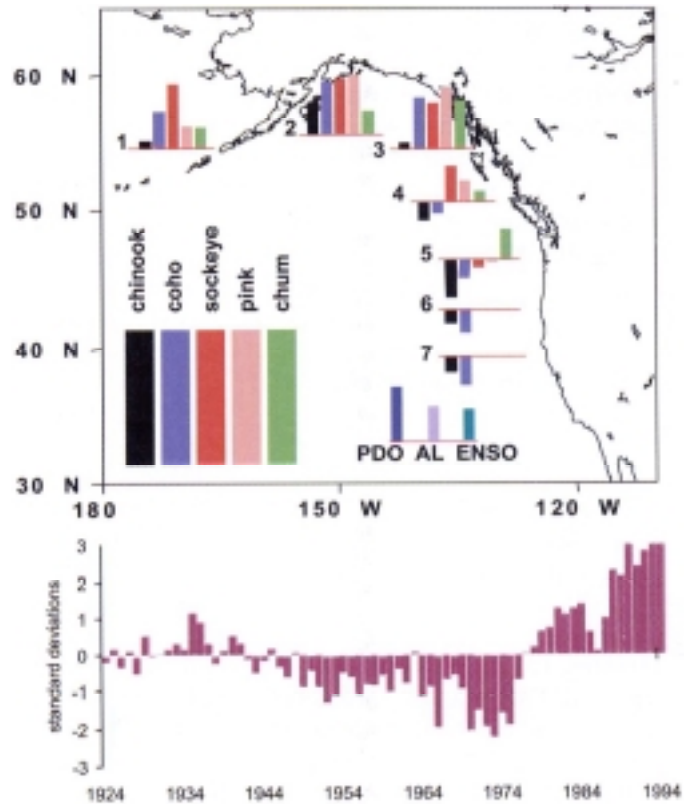 60 N
1
2
3
4
50 N
5
6
40 N
7
chinook
coho
sockeye
pink
chum
PDO AL ENSO
30 N
180 150 W 120 W
3
2
1
0
-1
-2
-3
standard deviations
1924 1934 1944 1954 1964 1974 1984 1994